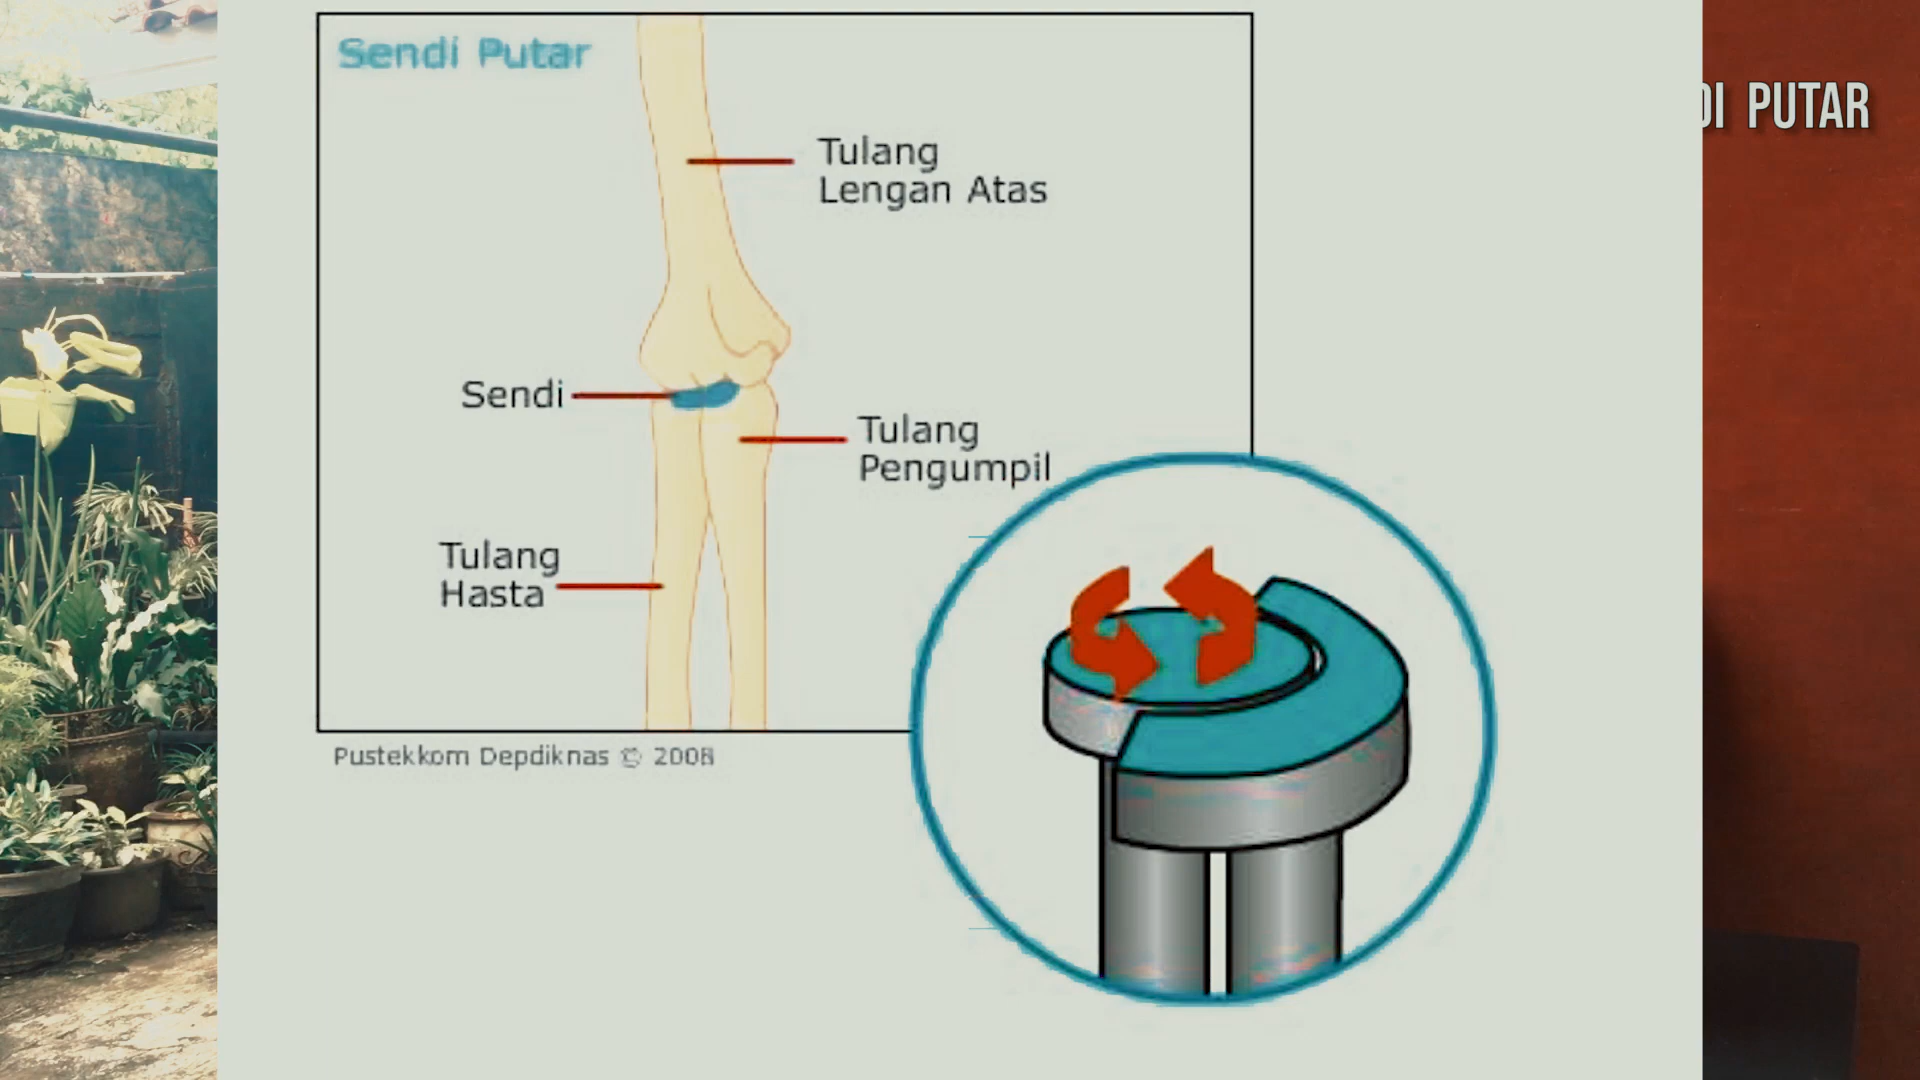 Sendi Putar
DI PUTAR
Tulang
Lengan Atas
Sendi
Tulang
Pengumpil
Tulang
Hasta
Pustekkom Depdiknas © 2008